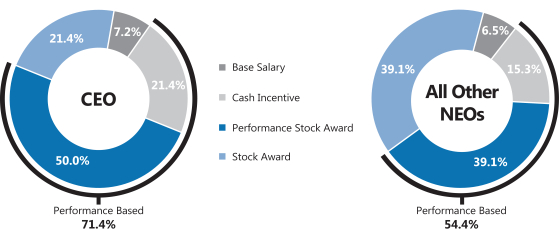 21.4%
7.2%
21.4%
50.0%
CEO
Performance Based
71.4%
Base Salary
Cash Incentive
Performance Stock Award
Stock Award
39.1%
6.5%
15.3%
39.1%
All Other
NEOs
Performance Based
54.4%